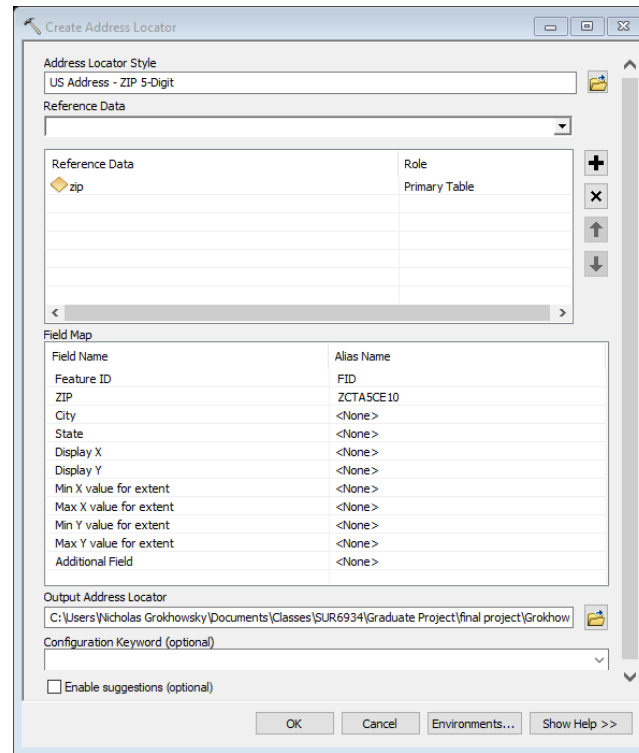 Create Address Locator
Address Locator Style
US Address - ZIP 5-Digit
Reference Data
Reference Data Role
zip Primary Table
Field Map
Field Name Alias Name
Feature ID FID
ZIP ZCTA5CE10
City <None>
State <None>
Display X <None>
Display Y <None>
Min X value for extent <None>
Max X value for extent <None>
Min Y value for extent <None>
Max Y value for extent <None>
Additional Field <None>
Output Address Locator
C:\Users\Nicholas Grokhowsky\Documents\Classes\SUR6934\Graduate Project\final project\Grokhow
Configuration Keyword (optional)
Enable suggestions (optional)
OK Cancel Environments... Show Help >>